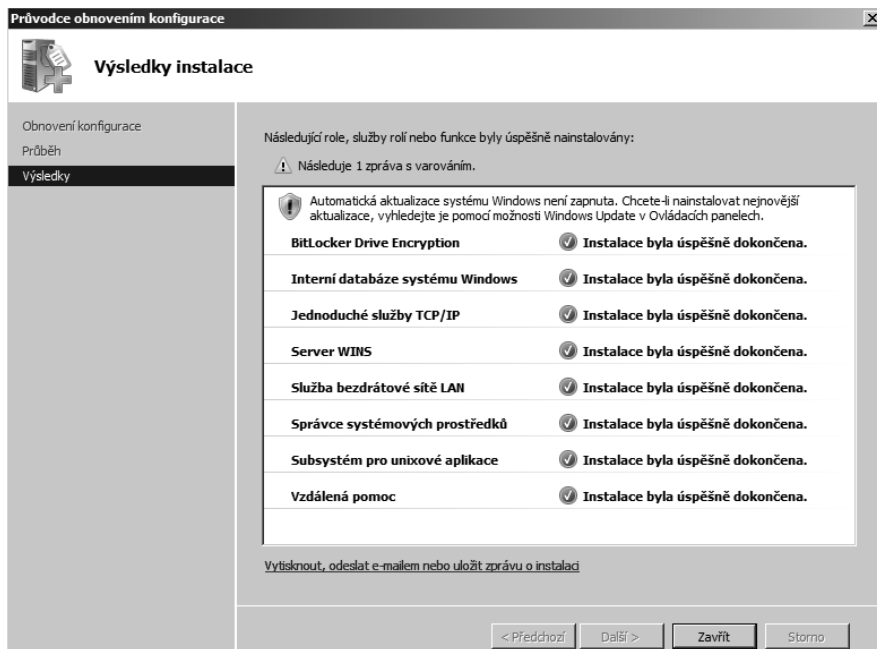 Průvodce obnovením konfigurace
Výsledky instalace
Obnovení konfigurace
Průběh
Výsledky
Následující role, služby rolí nebo funkce byly úspěšně nainstalovány:
Následuje 1 zpráva s varováním.
Automatická aktualizace systému Windows není zapnuta. Chcete-li nainstalovat nejnovější
aktualizace, vyhledejte je pomocí možnosti Windows Update v Ovládacích panelech.
BitLocker Drive Encryption Instalace byla úspěšně dokončena.
Interní databáze systému Windows Instalace byla úspěšně dokončena.
Jednoduché služby TCP/IP Instalace byla úspěšně dokončena.
Server WINS Instalace byla úspěšně dokončena.
Služba bezdrátové sítě LAN Instalace byla úspěšně dokončena.
Správce systémových prostředků Instalace byla úspěšně dokončena.
Subsystém pro unixové aplikace Instalace byla úspěšně dokončena.
Vzdálená pomoc Instalace byla úspěšně dokončena.
Vytisknout, odeslat e-mailem nebo uložit zprávu o instalaci
< Předchozí Další > Zavřít Storno